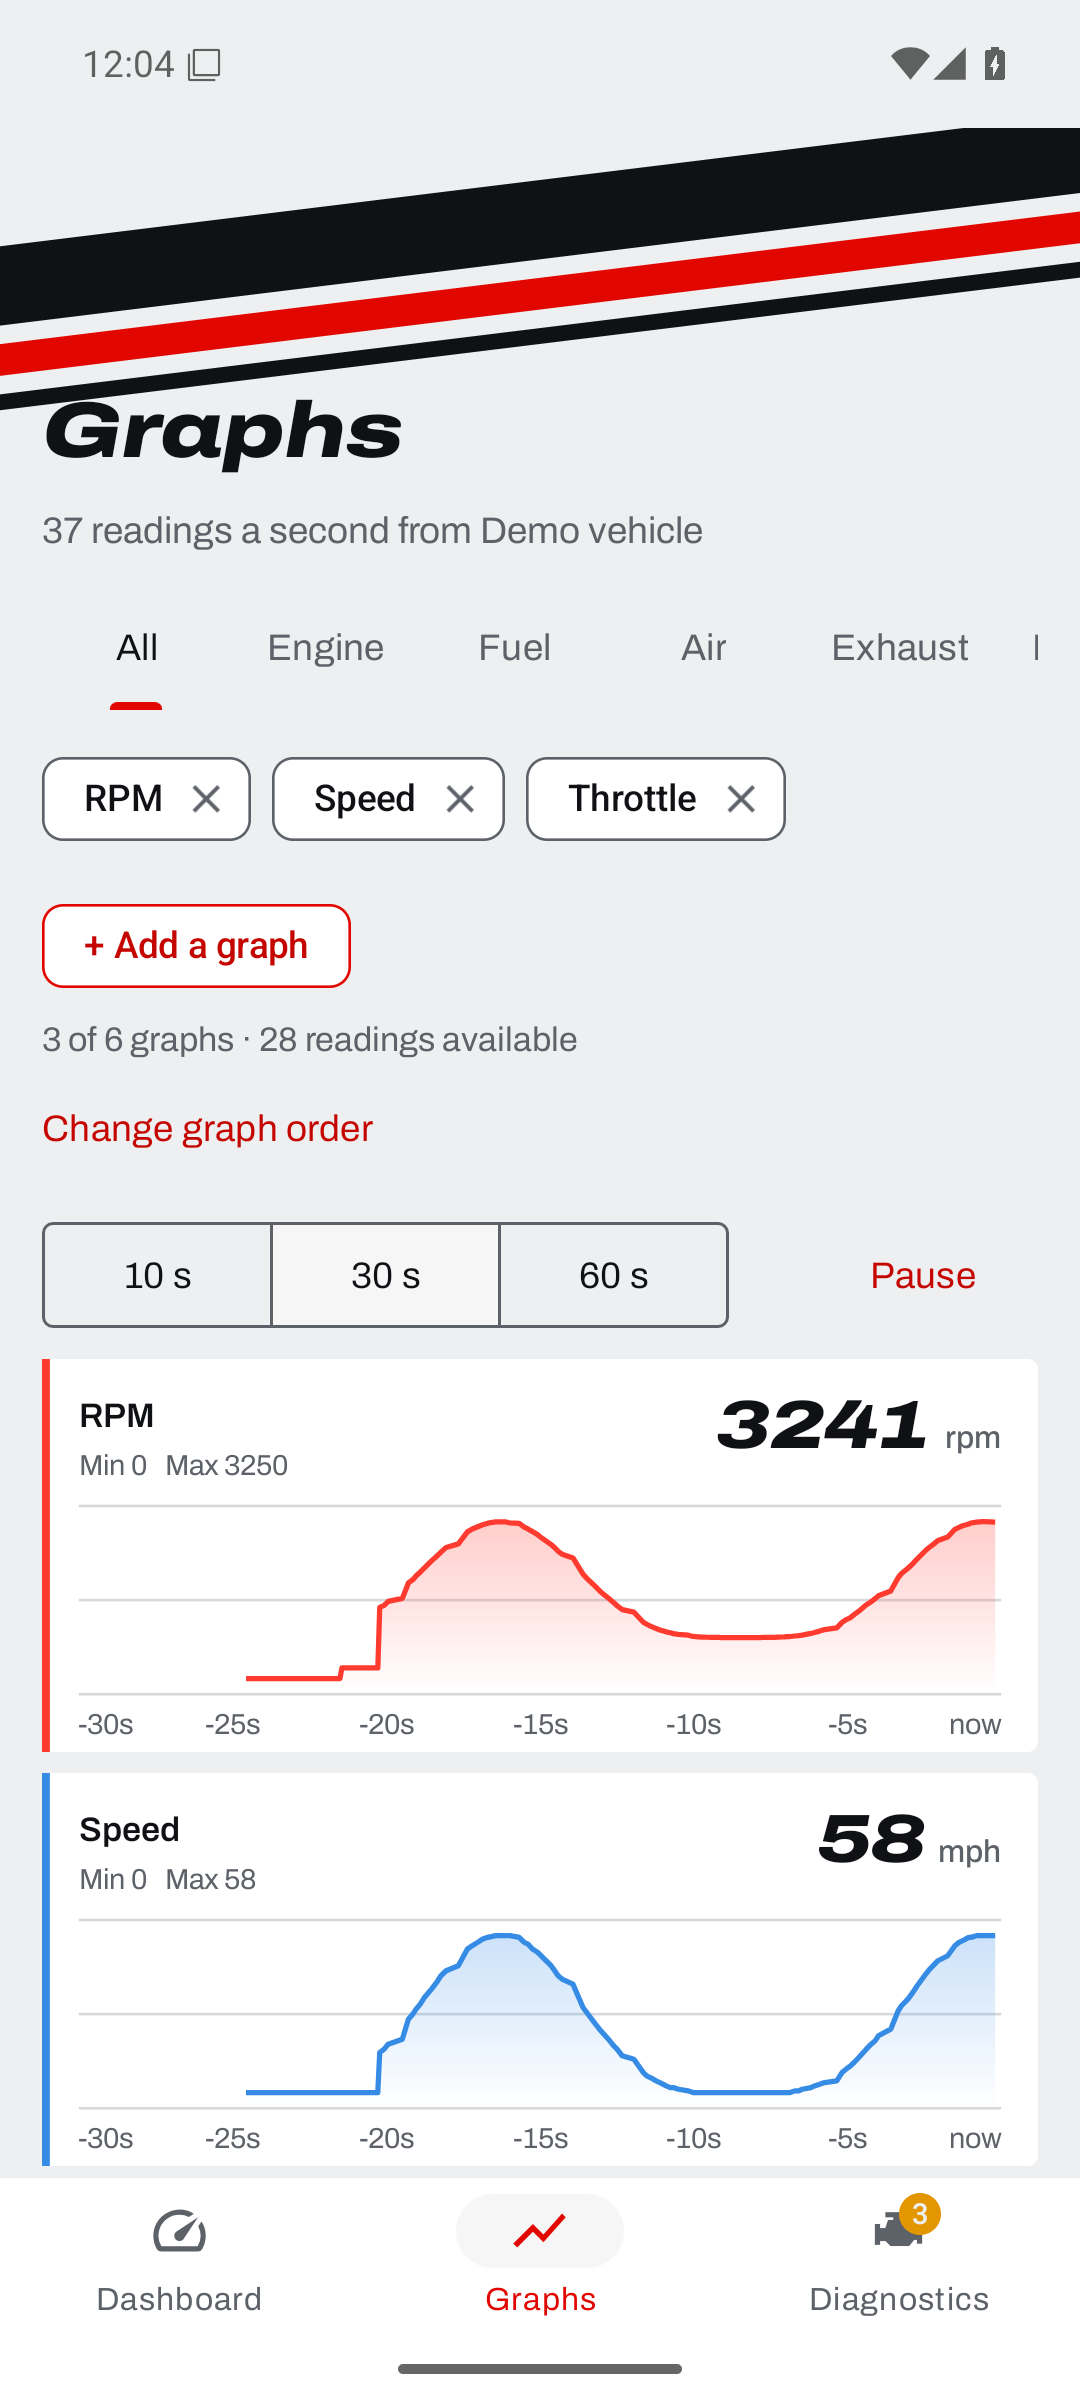 12:04
Graphs
37 readings a second from Demo vehicle
All Engine Fuel Air Exhaust
RPM Speed Throttle
+ Add a graph
3 of 6 graphs · 28 readings available
Change graph order
10 s 30 s 60 s Pause
RPM 3241 rpm
Min 0 Max 3250
-30s -25s -20s -15s -10s -5s now
Speed 58 mph
Min 0 Max 58
-30s -25s -20s -15s -10s -5s now
3
Dashboard Graphs Diagnostics